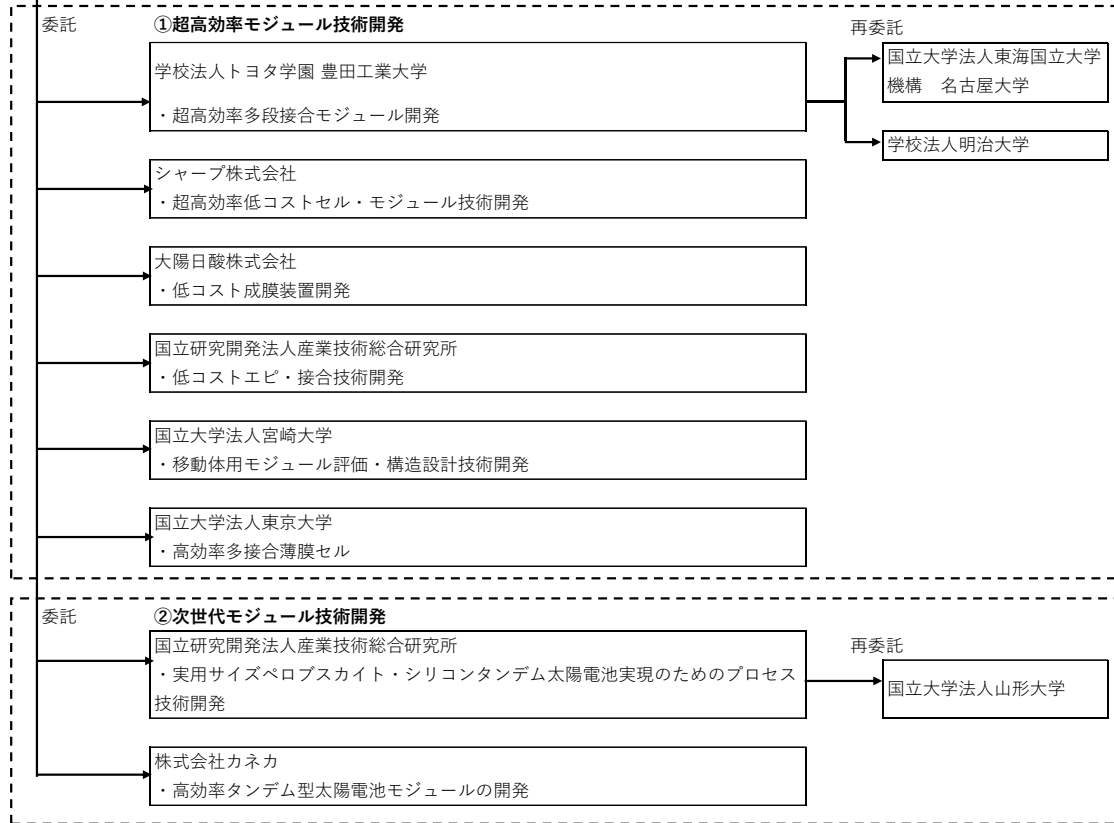 委託
①超高効率モジュール技術開発
再委託
学校法人トヨタ学園 豊田工業大学
・超高効率多段接合モジュール開発
国立大学法人東海国立大学
機構　名古屋大学
学校法人明治大学
シャープ株式会社
・超高効率低コストセル・モジュール技術開発
大陽日酸株式会社
・低コスト成膜装置開発
国立研究開発法人産業技術総合研究所
・低コストエピ・接合技術開発
国立大学法人宮崎大学
・移動体用モジュール評価・構造設計技術開発
国立大学法人東京大学
・高効率多接合薄膜セル
委託
②次世代モジュール技術開発
再委託
国立研究開発法人産業技術総合研究所
・実用サイズペロブスカイト・シリコンタンデム太陽電池実現のためのプロセス
技術開発
国立大学法人山形大学
株式会社カネカ
・高効率タンデム型太陽電池モジュールの開発